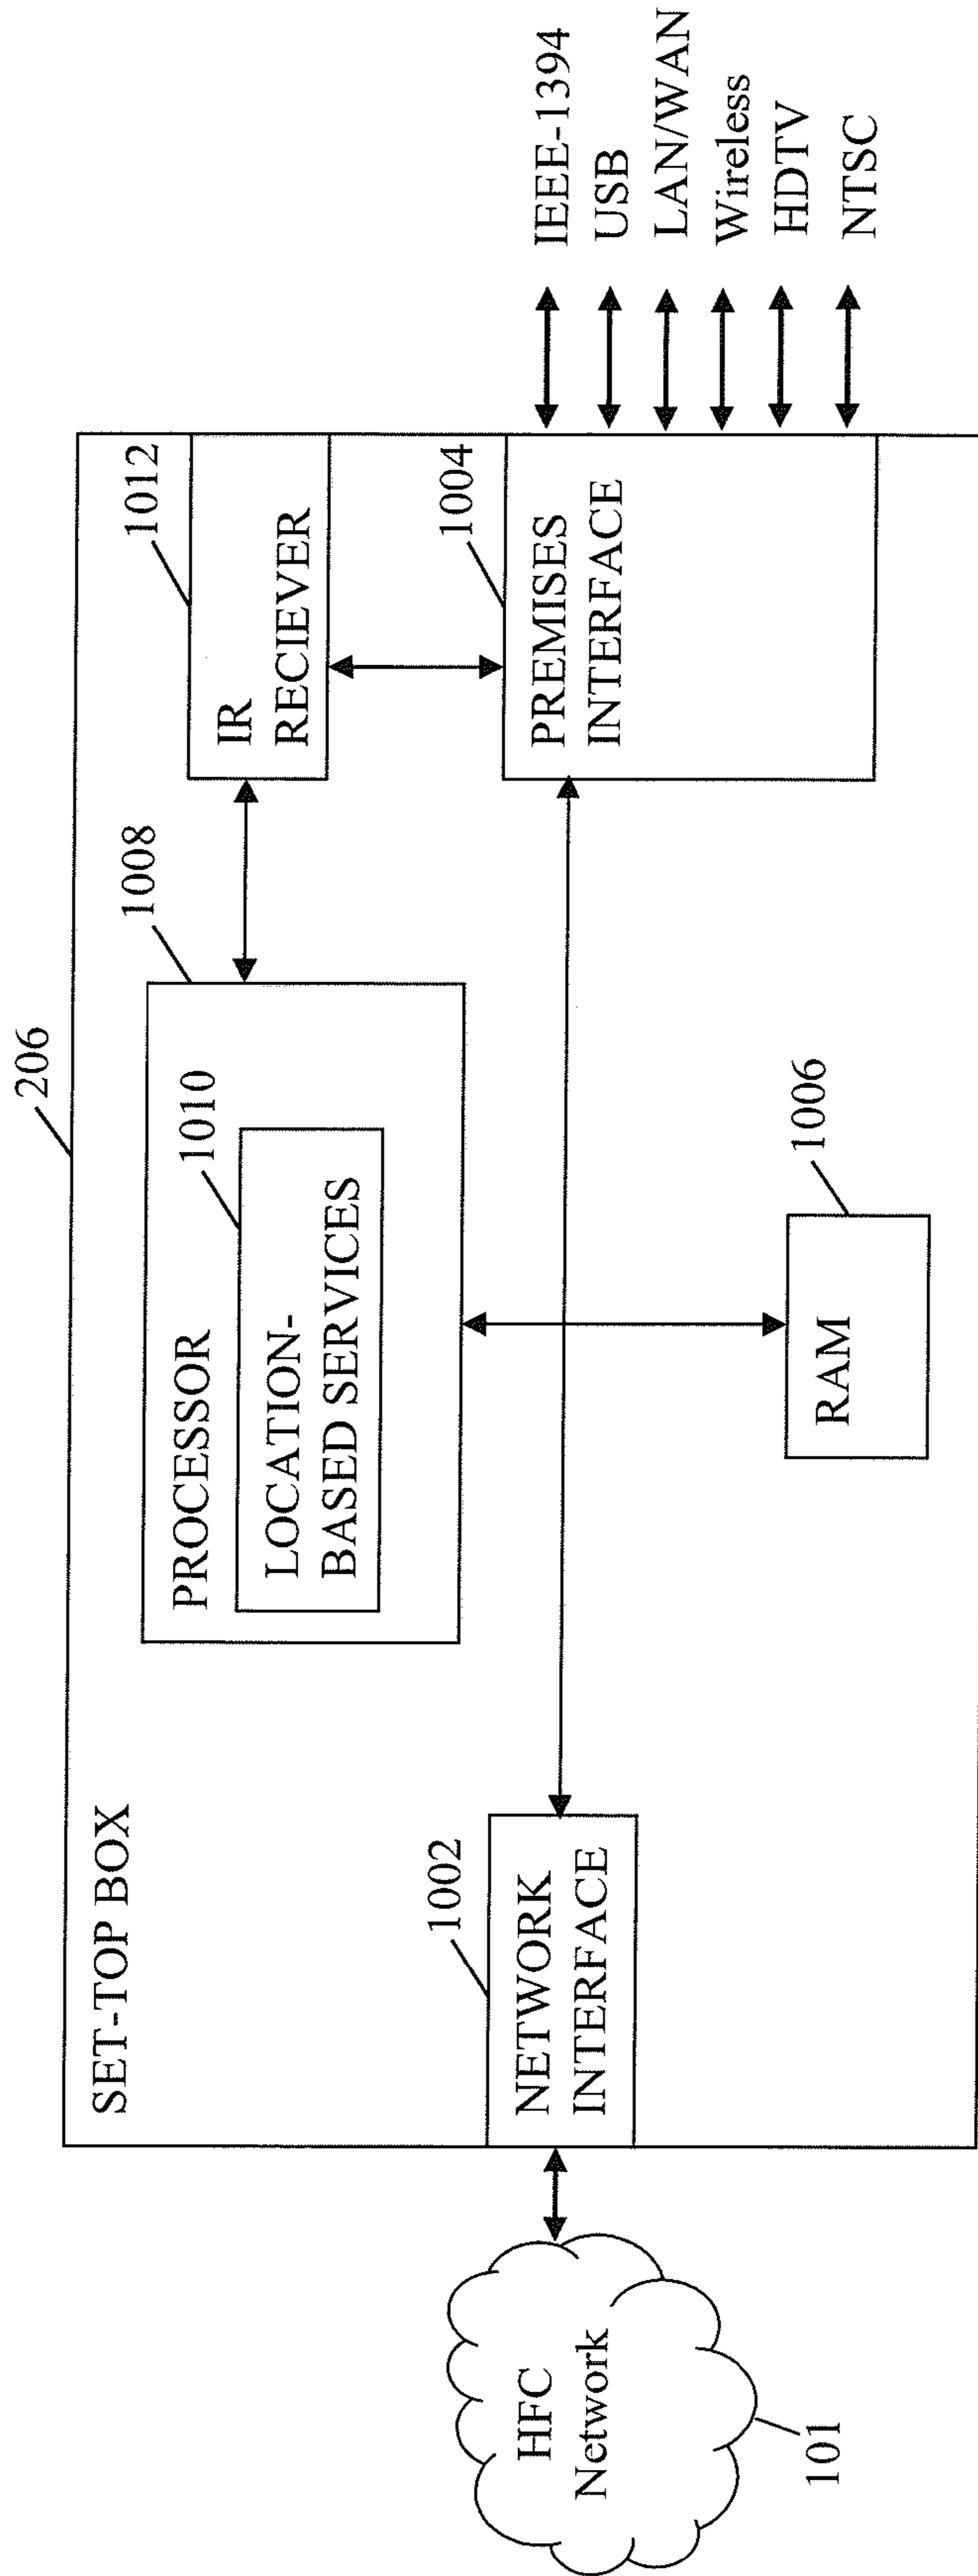 206
SET-TOP BOX
1008
PROCESSOR
1010
LOCATION-
BASED SERVICES
1012
IR
RECIEVER
1002
NETWORK
INTERFACE
1004
PREMISES
INTERFACE
1006
RAM
HFC
Network
101
IEEE-1394
USB
LAN/WAN
Wireless
HDTV
NTSC